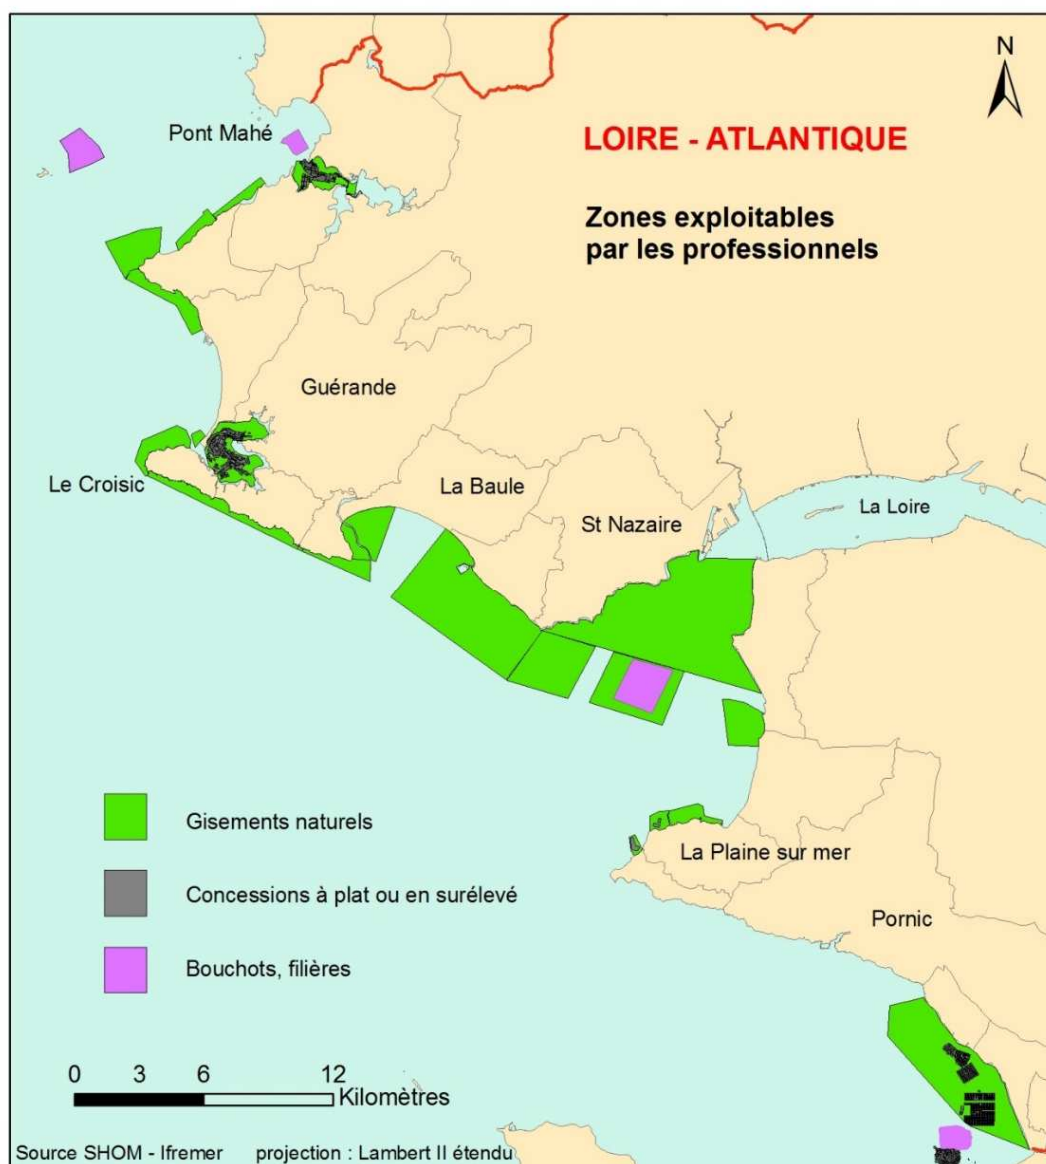 N
Pont Mahé
LOIRE - ATLANTIQUE
Zones exploitables
par les professionnels
Guérande
Le Croisic
La Baule
St Nazaire
La Loire
Gisements naturels
La Plaine sur mer
Concessions à plat ou en surélevé
Pornic
Bouchots, filières
0 3 6 12
Kilomètres
Source SHOM - Ifremer projection : Lambert II étendu